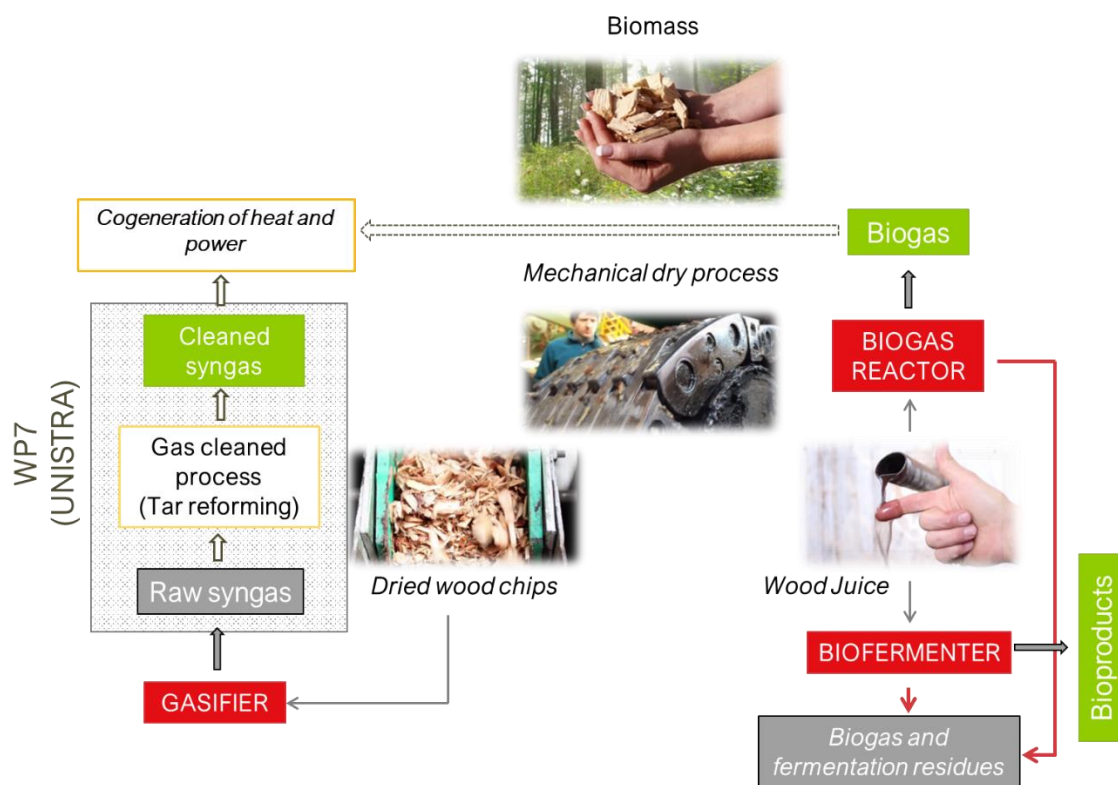 Biomass
Cogeneration of heat and
power
Biogas
Mechanical dry process
Cleaned
syngas
BIOGAS
REACTOR
WP7
(UNISTRA)
Gas cleaned
process
(Tar reforming)
Raw syngas
Dried wood chips
Wood Juice
Bioproducts
BIOFERMENTER
GASIFIER
Biogas and
fermentation residues